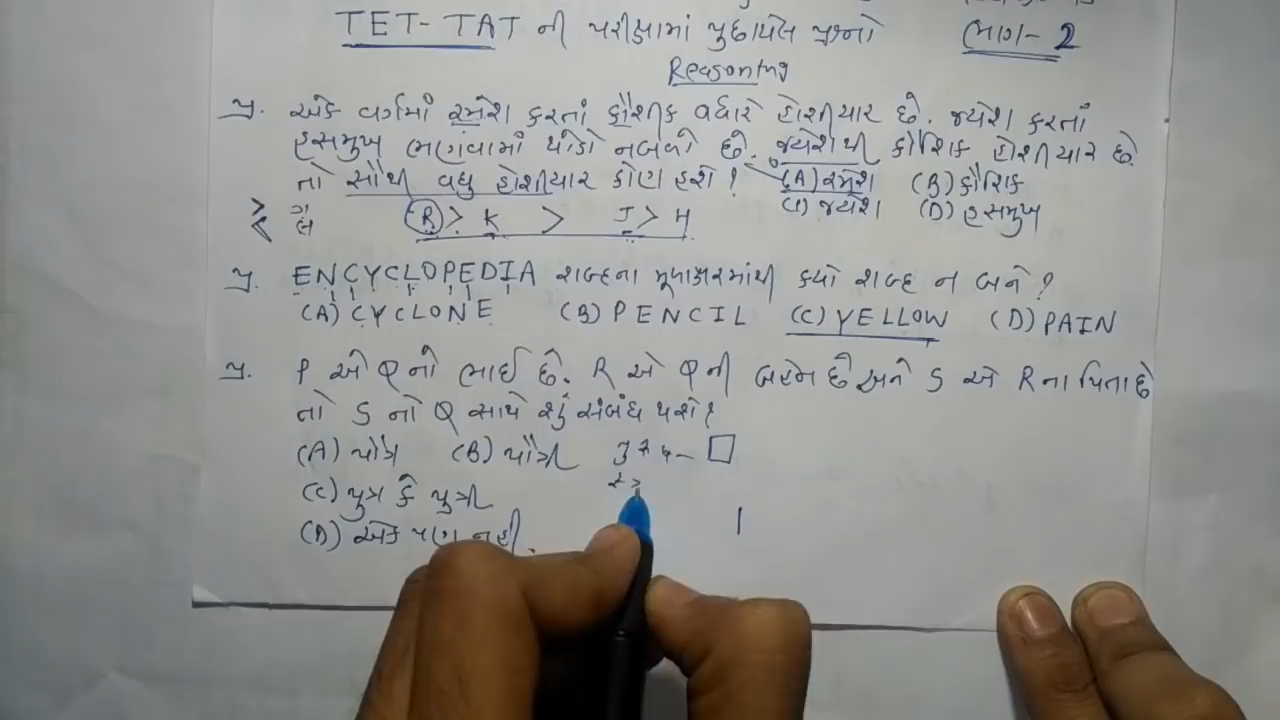 TET-TAT ની પરીક્ષામાં પુછાયેલ પ્રશ્નો ભાગ-2
Reasoning
પ્ર. એક વર્ગમાં રમેશ કરતાં કૌશીક વધારે હોશીયાર છે. જયેશ કરતાં
હસમુખ ભણવામાં થોડો નબળો છે. જયેશથી કૌશિક હોશીયાર છે.
તો સૌથી વધુ હોશીયાર કોણ હશે? (A) રમેશ (B) કૌશિક
(C) જયેશ (D) હસમુખ
> ગ્ર
< લ R > K > J > H
પ્ર. ENCYCLOPEDIA શબ્દના મૂળાક્ષરમાંથી કયો શબ્દ ન બને?
(A) CYCLONE (B) PENCIL (C) YELLOW (D) PAIN
પ્ર. P એ Q નો ભાઈ છે. R એ Q ની બહેન છે અને S એ R ના પિતા છે
તો S નો Q સાથે શું સંબંધ થશે?
(A) પૌત્ર (B) પૌત્રી
(C) પુત્ર કે પુત્રી
(D) એક પણ નહી.